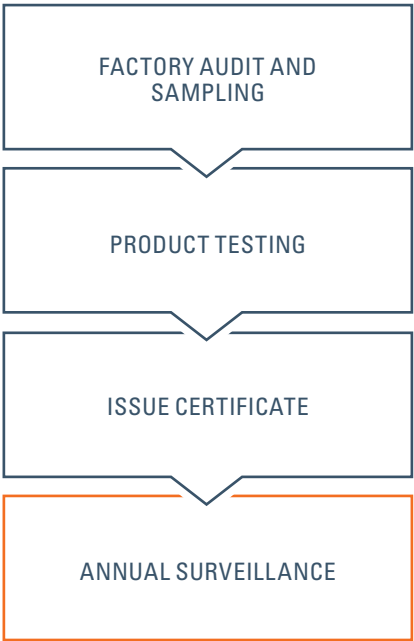 FACTORY AUDIT AND
SAMPLING
PRODUCT TESTING
ISSUE CERTIFICATE
ANNUAL SURVEILLANCE